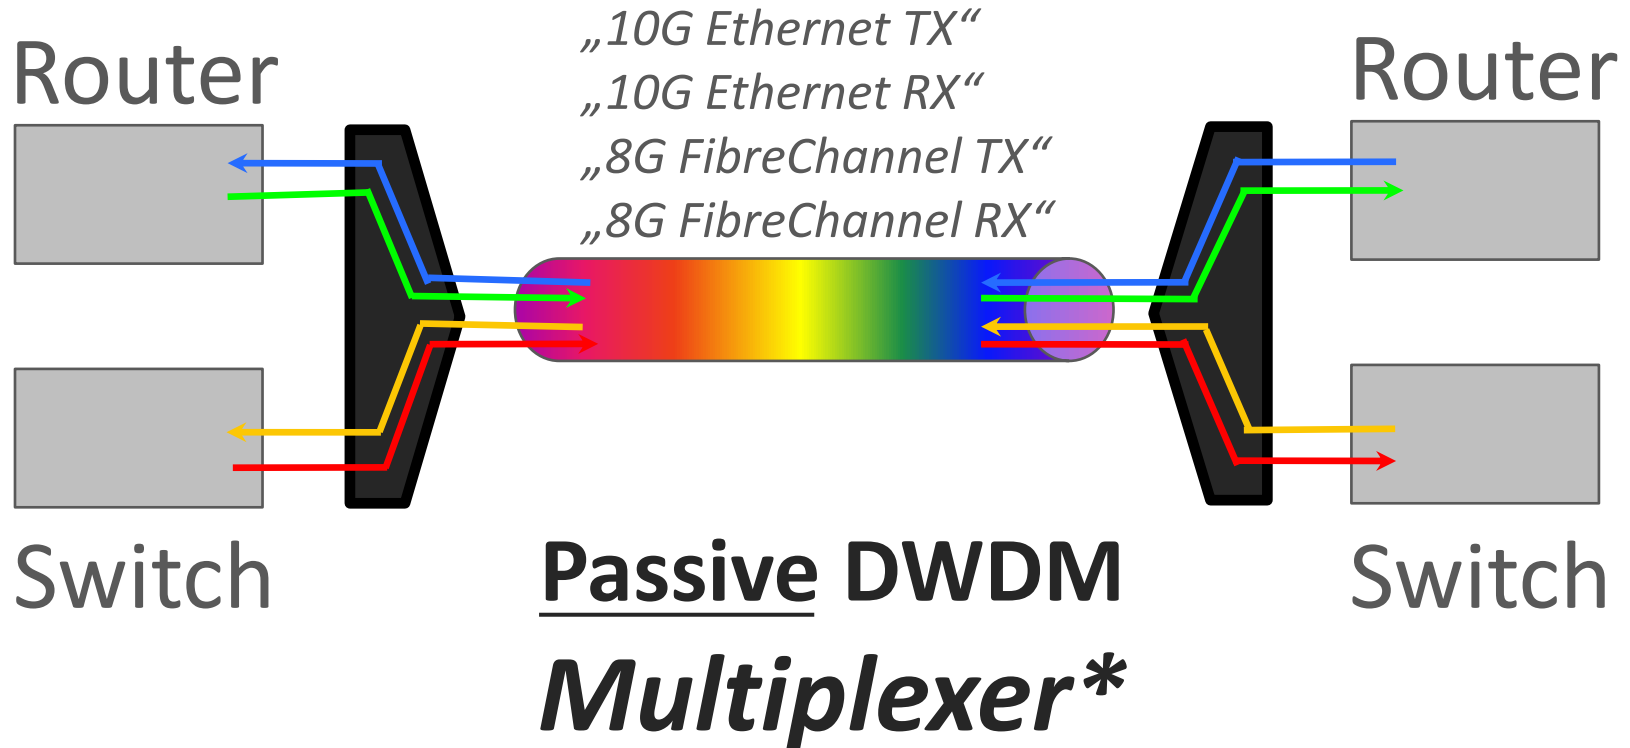 „10G Ethernet TX“
Router
Router
„10G Ethernet RX“
„8G FibreChannel TX“
„8G FibreChannel RX“
Switch
Passive DWDM
Switch
Multiplexer*